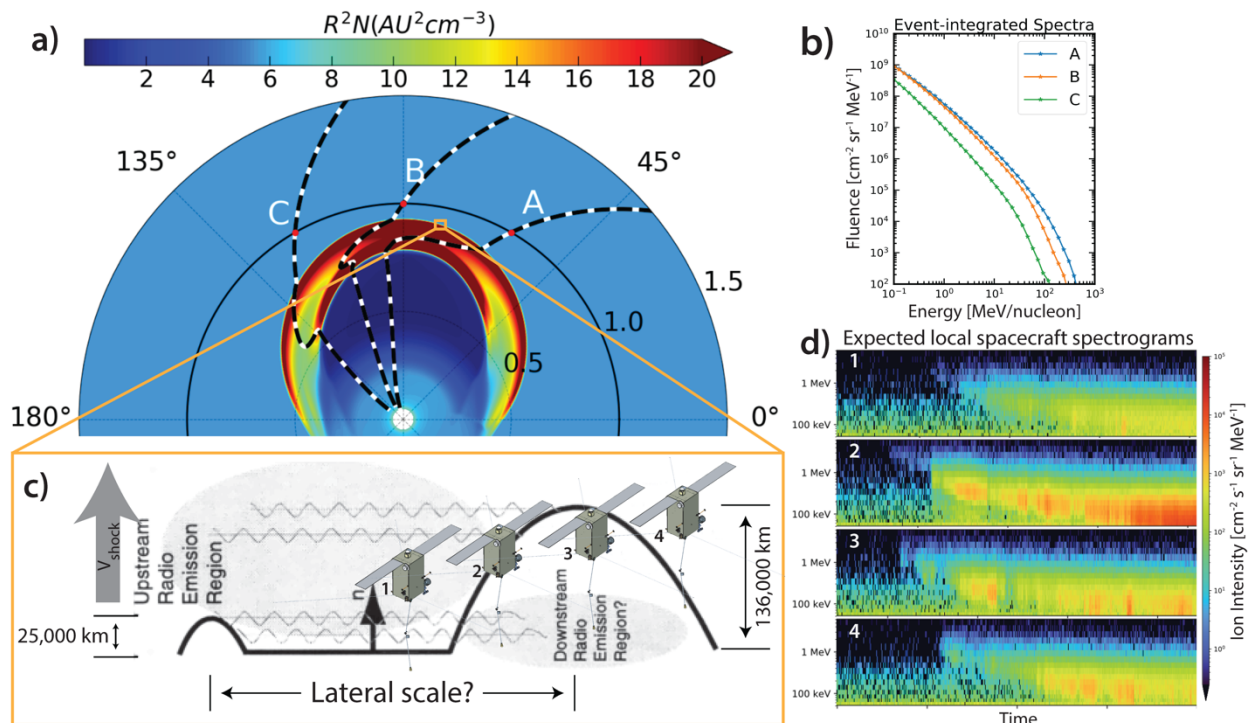 a)
R²N(AU²cm⁻³)
2 4 6 8 10 12 14 16 18 20
135°
45°
B
C
A
1.5
1.0
0.5
180°
0°
b)
Event-integrated Spectra
A
B
C
Fluence [cm⁻² sr⁻¹ MeV⁻¹]
10¹⁰
10⁹
10⁸
10⁷
10⁶
10⁵
10⁴
10³
10²
10⁻¹ 10⁰ 10¹ 10² 10³
Energy [MeV/nucleon]
c)
Vshock
Upstream
Radio
Emission
Region
25,000 km
n
1
2
3
4
Downstream
Radio
Emission
Region?
136,000 km
Lateral scale?
d)
Expected local spacecraft spectrograms
1
1 MeV
100 keV
2
1 MeV
100 keV
3
1 MeV
100 keV
4
1 MeV
100 keV
Time
10⁵
10⁴
10³
10²
10¹
10⁰
Ion Intensity [cm⁻² s⁻¹ sr⁻¹ MeV⁻¹]